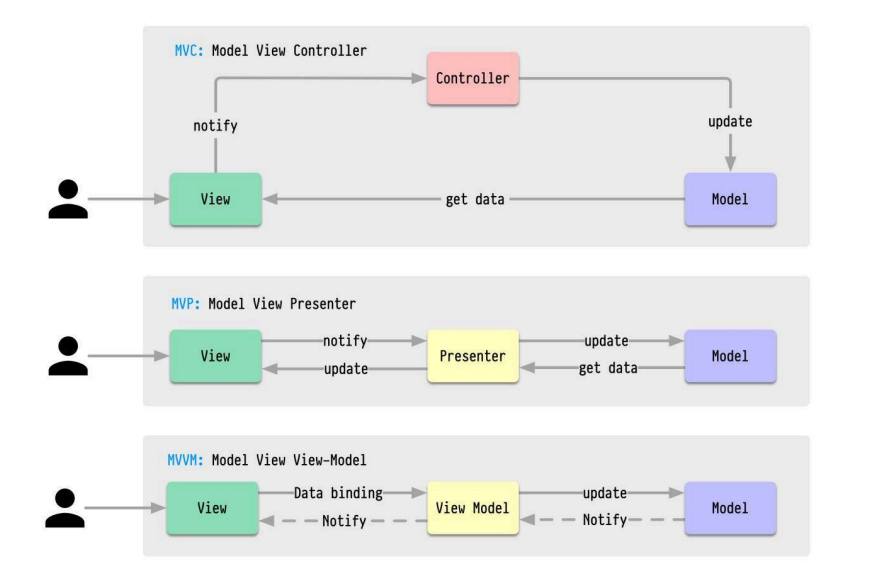 MVC: Model View Controller
Controller
notify
update
View
get data
Model
MVP: Model View Presenter
notify
update
View
Presenter
Model
update
get data
MVVM: Model View View-Model
Data binding
update
View
View Model
Model
Notify
Notify